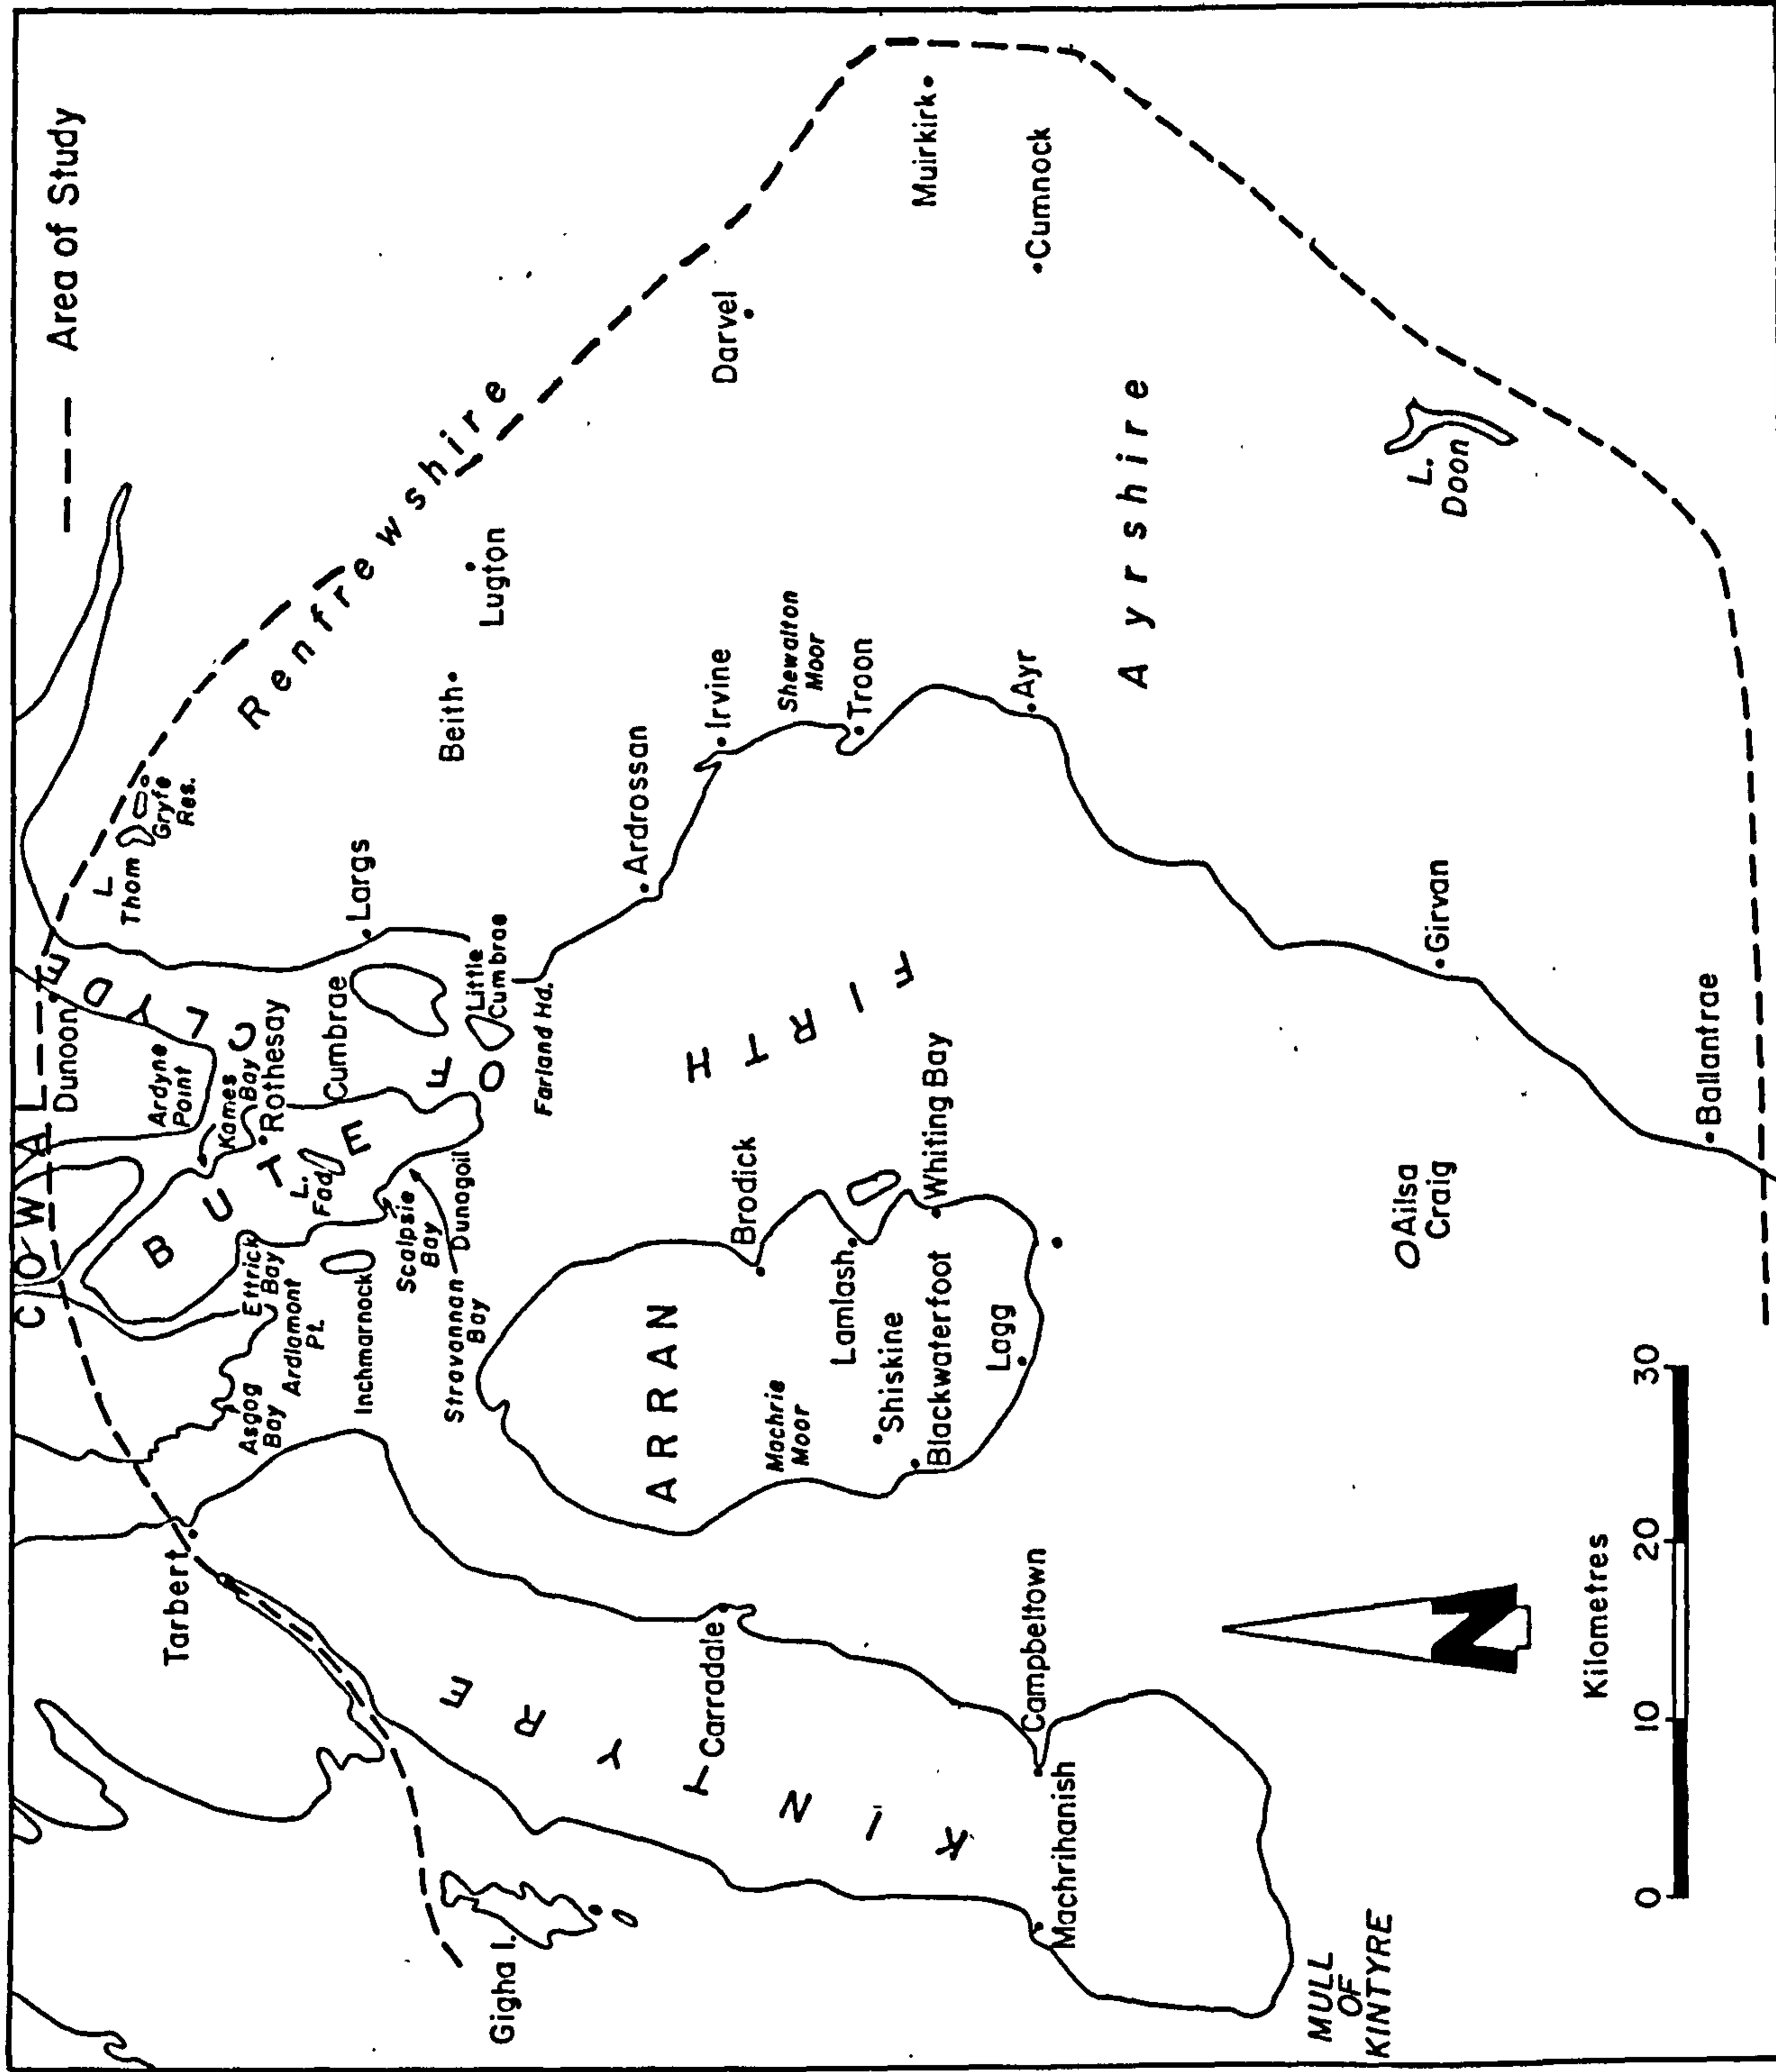 Area of Study
COWAL
Dunoon
L
Thom
Gryfe
Res.
Renfrewshire
Tarbert
Ardyne
Point
Kames
Bay
Rothesay
BUTE
L.
Fad
Ettrick
Bay
Asgog
Bay
Ardlamont
Pt.
Inchmarnock
Scalpsie
Bay
Dunagoil
Stravannan
Bay
Cumbrae
Largs
Little
Cumbrae
Farland Hd.
FIRTH
OF
CLYDE
Beith
Lugton
Ardrossan
Irvine
Shewalton
Moor
Troon
Darvel
Muirkirk
Cumnock
Ayr
Ayrshire
L.
Doon
Girvan
Ballantrae
Ailsa
Craig
ARRAN
Brodick
Machrie
Moor
Lamlash
Shiskine
Blackwaterfoot
Whiting Bay
Lagg
Gigha I.
KINTYRE
Carradale
Campbeltown
Machrihanish
MULL
OF
KINTYRE
N
Kilometres
0 10 20 30